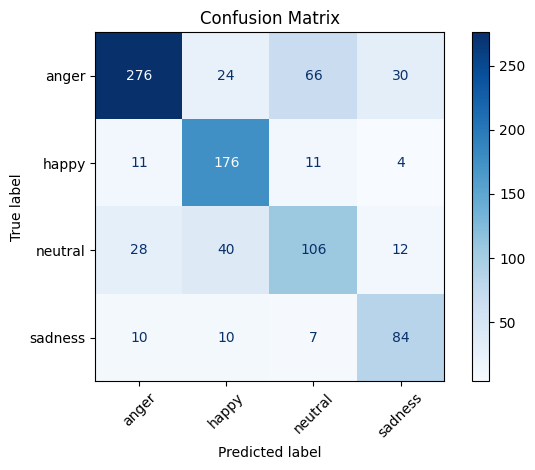 Confusion Matrix
anger 276 24 66 30
happy 11 176 11 4
neutral 28 40 106 12
sadness 10 10 7 84
anger happy neutral sadness
Predicted label
True label
250
200
150
100
50